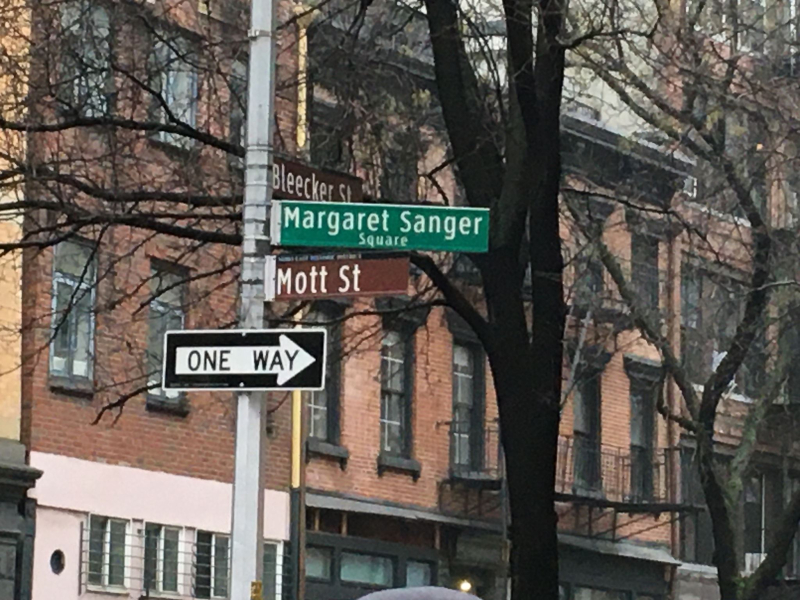 Bleecker St
Margaret Sanger
Square
Mott St
ONE WAY